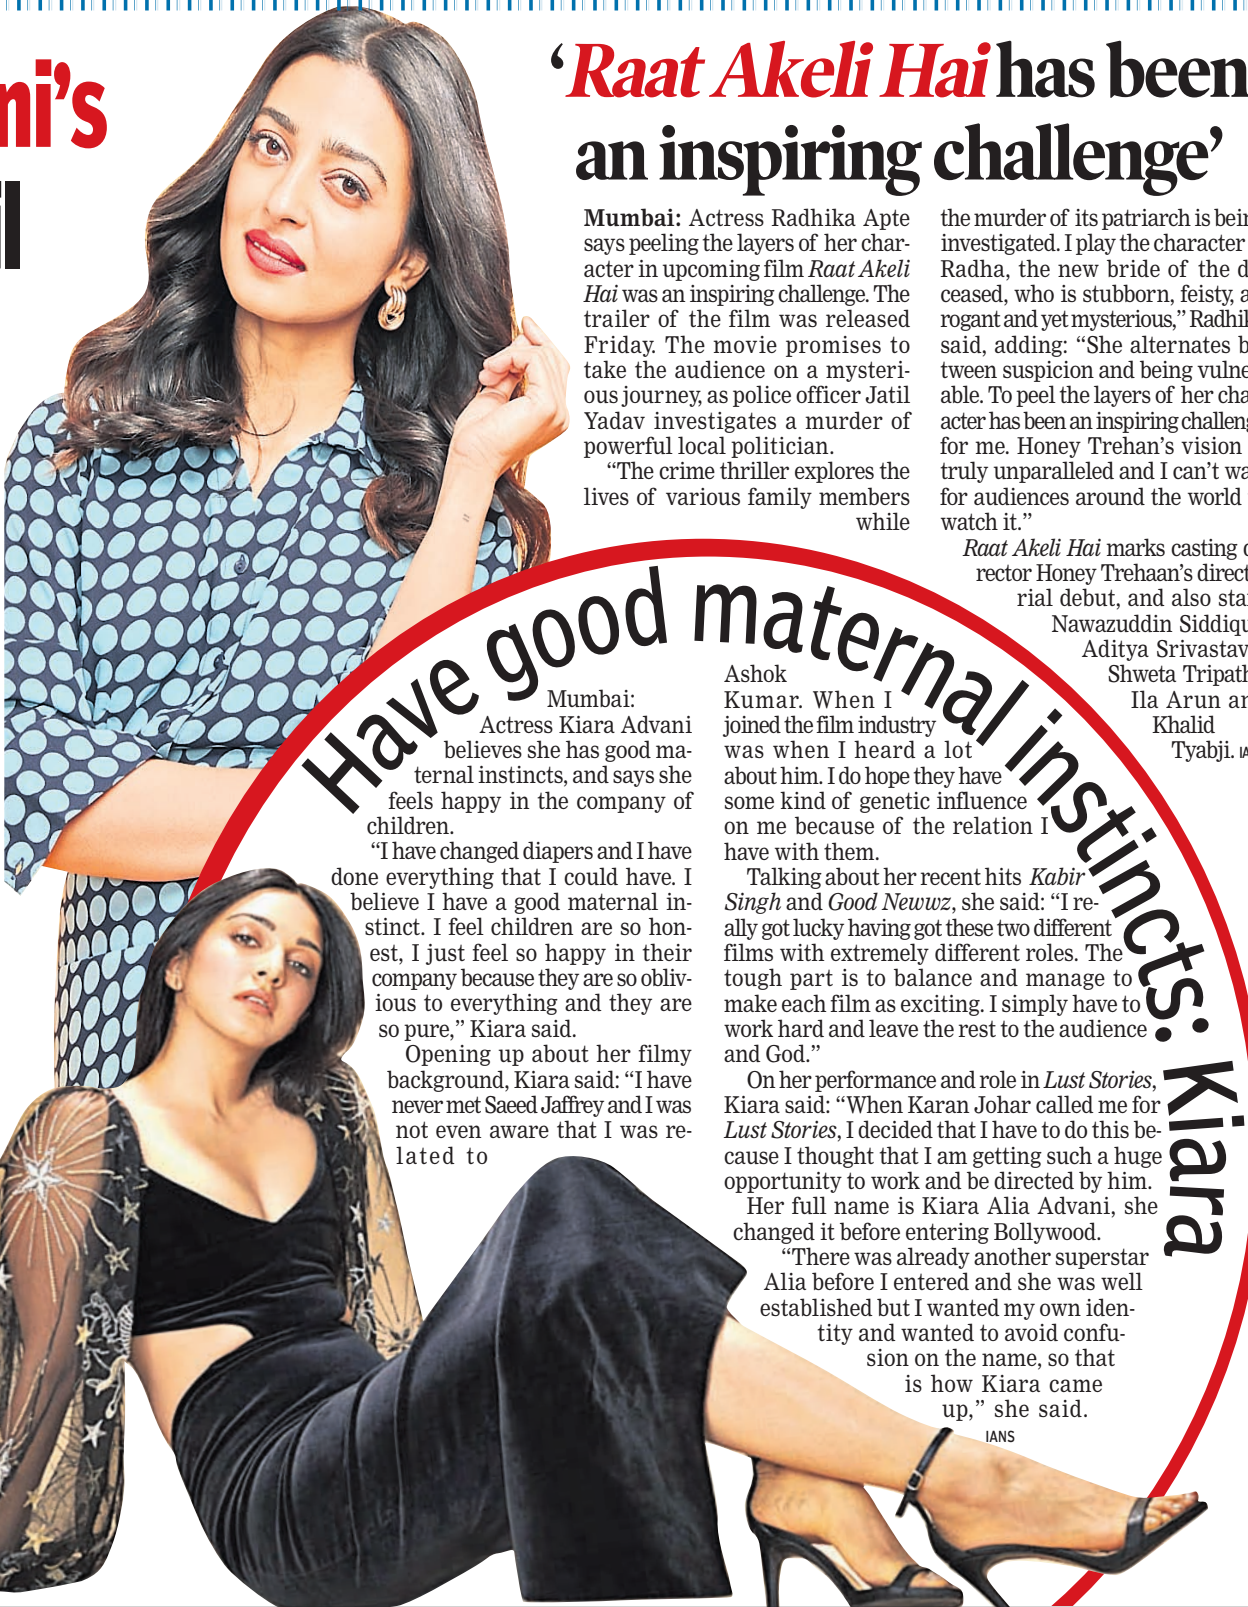 ni's
il
'Raat Akeli Hai has been
an inspiring challenge'
Mumbai: Actress Radhika Apte
says peeling the layers of her char-
acter in upcoming film Raat Akeli
Hai was an inspiring challenge. The
trailer of the film was released
Friday. The movie promises to
take the audience on a mysteri-
ous journey, as police officer Jatil
Yadav investigates a murder of
powerful local politician.
"The crime thriller explores the
lives of various family members
while
the murder of its patriarch is bein
investigated. I play the character
Radha, the new bride of the d
ceased, who is stubborn, feisty, a
rogant and yet mysterious," Radhik
said, adding: "She alternates b
tween suspicion and being vulne
able. To peel the layers of her cha
acter has been an inspiring challeng
for me. Honey Trehan's vision
truly unparalleled and I can't wa
for audiences around the world
watch it."
Raat Akeli Hai marks casting d
rector Honey Trehaan's direct
rial debut, and also star
Nawazuddin Siddiqu
Aditya Srivastav
Shweta Tripath
Ila Arun an
Khalid
Tyabji. IA
Have good maternal instincts: Kiara
Mumbai:
Actress Kiara Advani
believes she has good ma-
ternal instincts, and says she
feels happy in the company of
children.
"I have changed diapers and I have
done everything that I could have. I
believe I have a good maternal in-
stinct. I feel children are so hon-
est, I just feel so happy in their
company because they are so obliv-
ious to everything and they are
so pure," Kiara said.
Opening up about her filmy
background, Kiara said: "I have
never met Saeed Jaffrey and I was
not even aware that I was re-
lated to
Ashok
Kumar. When I
joined the film industry
was when I heard a lot
about him. I do hope they have
some kind of genetic influence
on me because of the relation I
have with them.
Talking about her recent hits Kabir
Singh and Good Newwz, she said: "I re-
ally got lucky having got these two different
films with extremely different roles. The
tough part is to balance and manage to
make each film as exciting. I simply have to
work hard and leave the rest to the audience
and God."
On her performance and role in Lust Stories,
Kiara said: "When Karan Johar called me for
Lust Stories, I decided that I have to do this be-
cause I thought that I am getting such a huge
opportunity to work and be directed by him.
Her full name is Kiara Alia Advani, she
changed it before entering Bollywood.
"There was already another superstar
Alia before I entered and she was well
established but I wanted my own iden-
tity and wanted to avoid confu-
sion on the name, so that
is how Kiara came
up," she said.
IANS